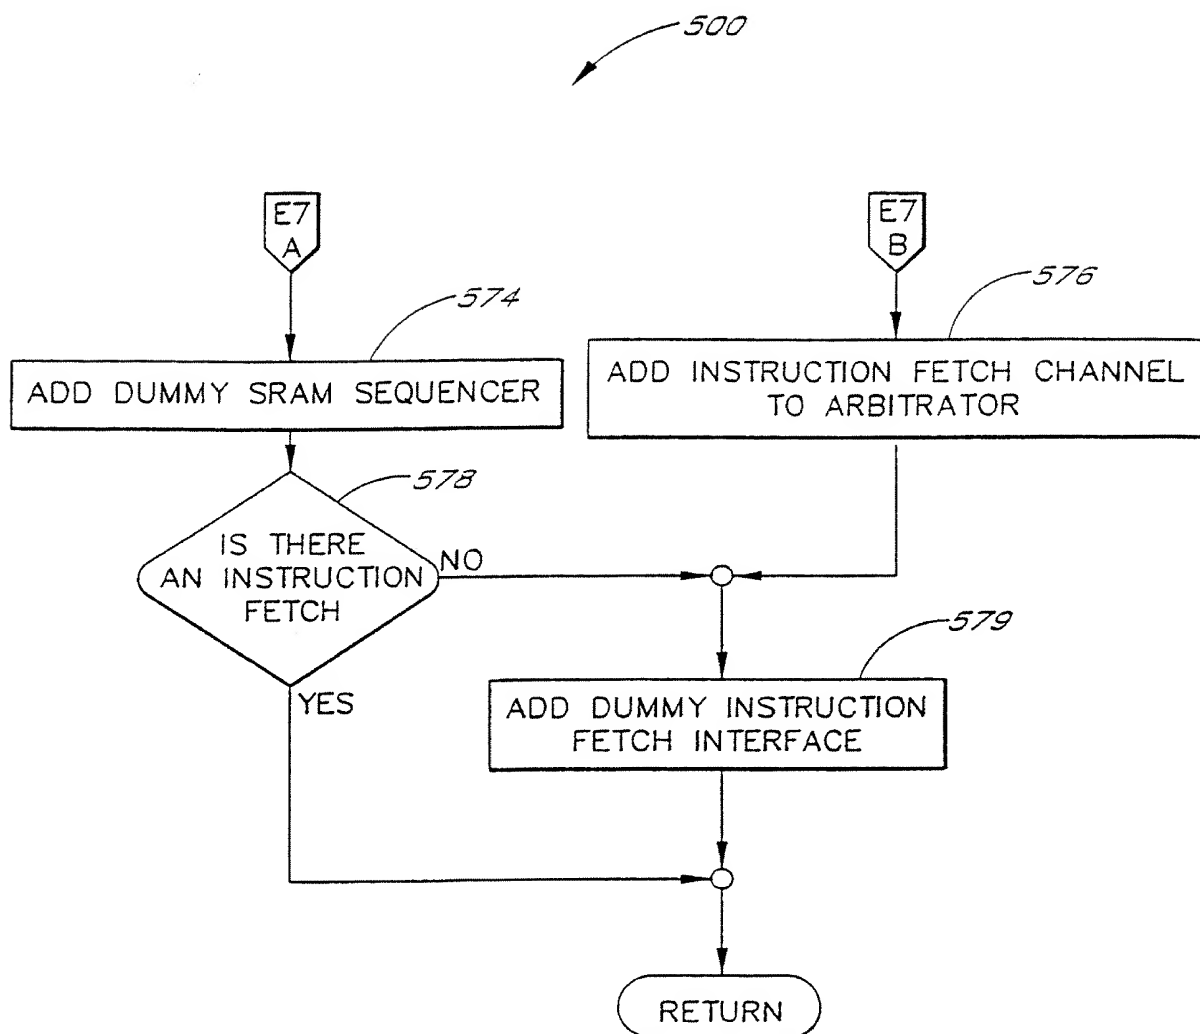 500
E7
A
E7
B
574
576
ADD DUMMY SRAM SEQUENCER
ADD INSTRUCTION FETCH CHANNEL
TO ARBITRATOR
578
IS THERE
AN INSTRUCTION
FETCH
NO
579
YES
ADD DUMMY INSTRUCTION
FETCH INTERFACE
RETURN